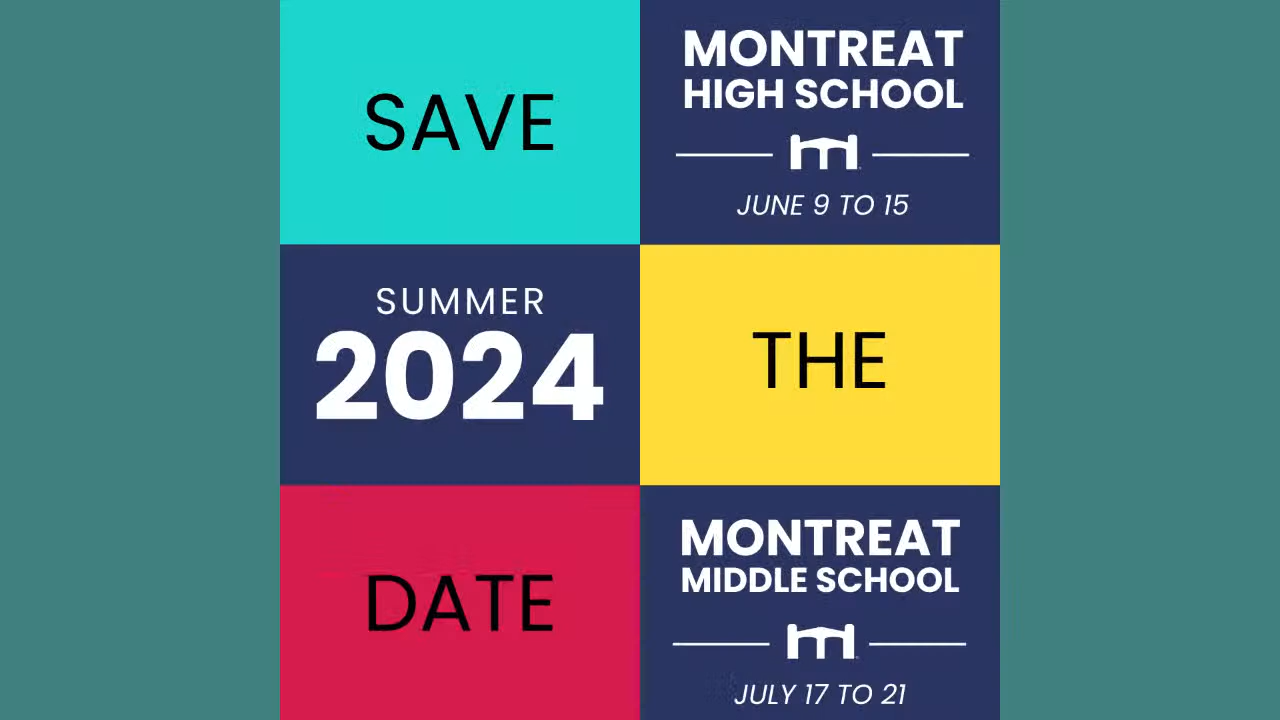 SAVE
MONTREAT
HIGH SCHOOL
JUNE 9 TO 15
SUMMER
2024
THE
DATE
MONTREAT
MIDDLE SCHOOL
JULY 17 TO 21